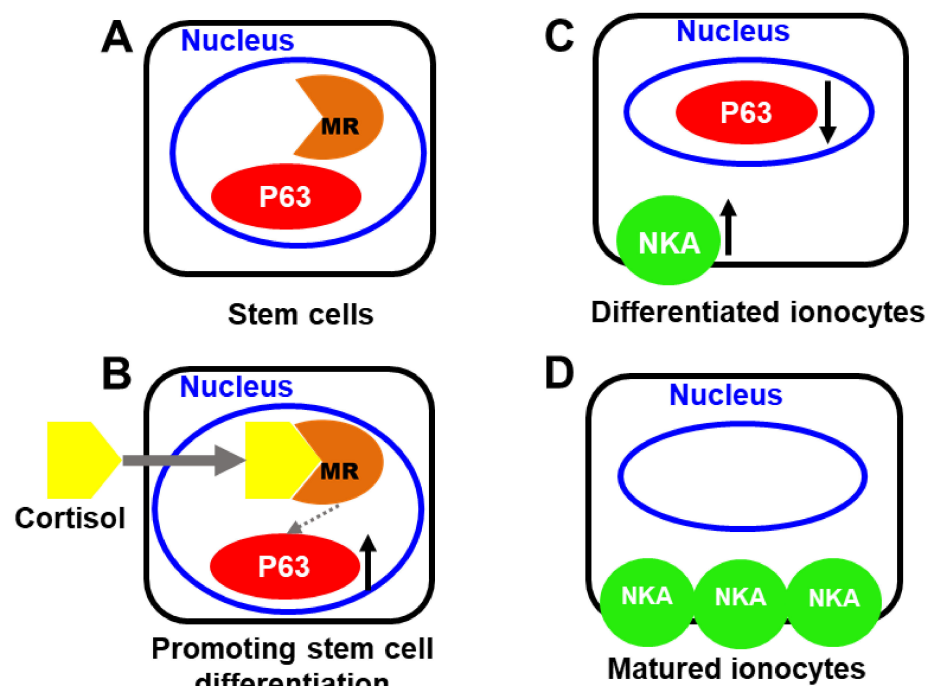 A
Nucleus
MR
P63
Stem cells
B
Nucleus
MR
Cortisol
P63
Promoting stem cell
differentiation
C
Nucleus
P63
NKA
Differentiated ionocytes
D
Nucleus
NKA NKA NKA
Matured ionocytes